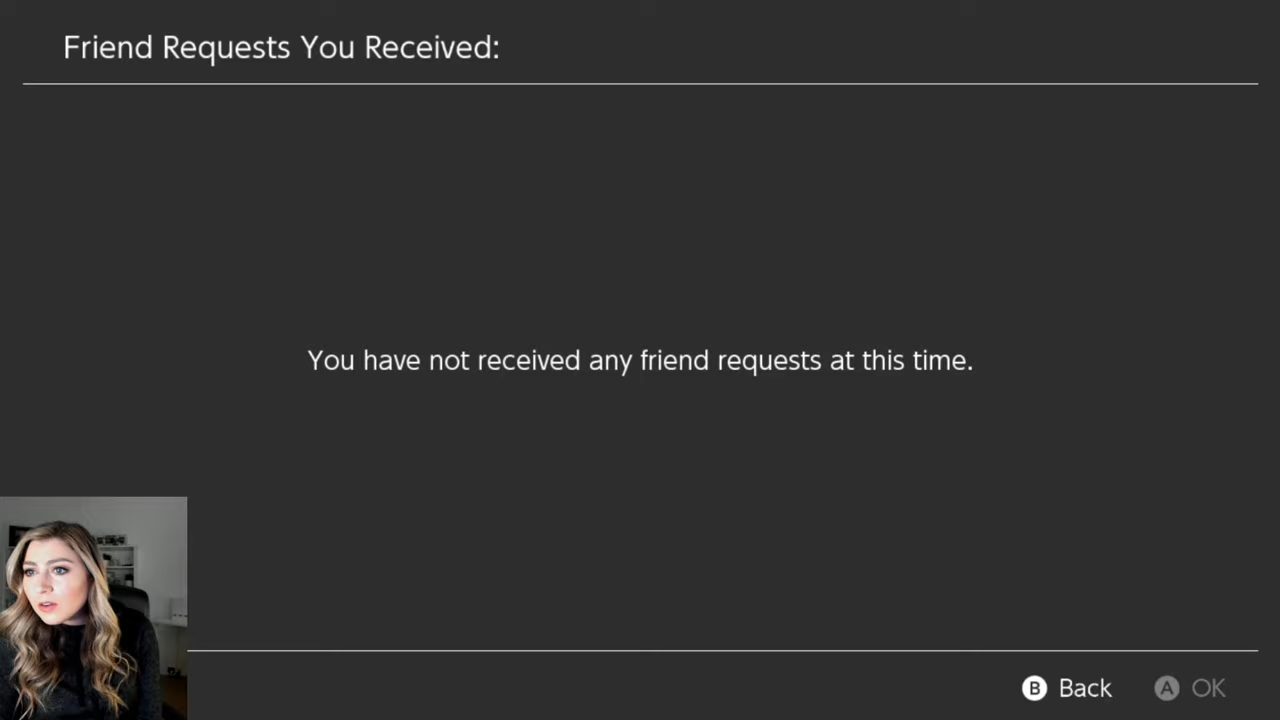 Friend Requests You Received:
You have not received any friend requests at this time.
B Back A OK